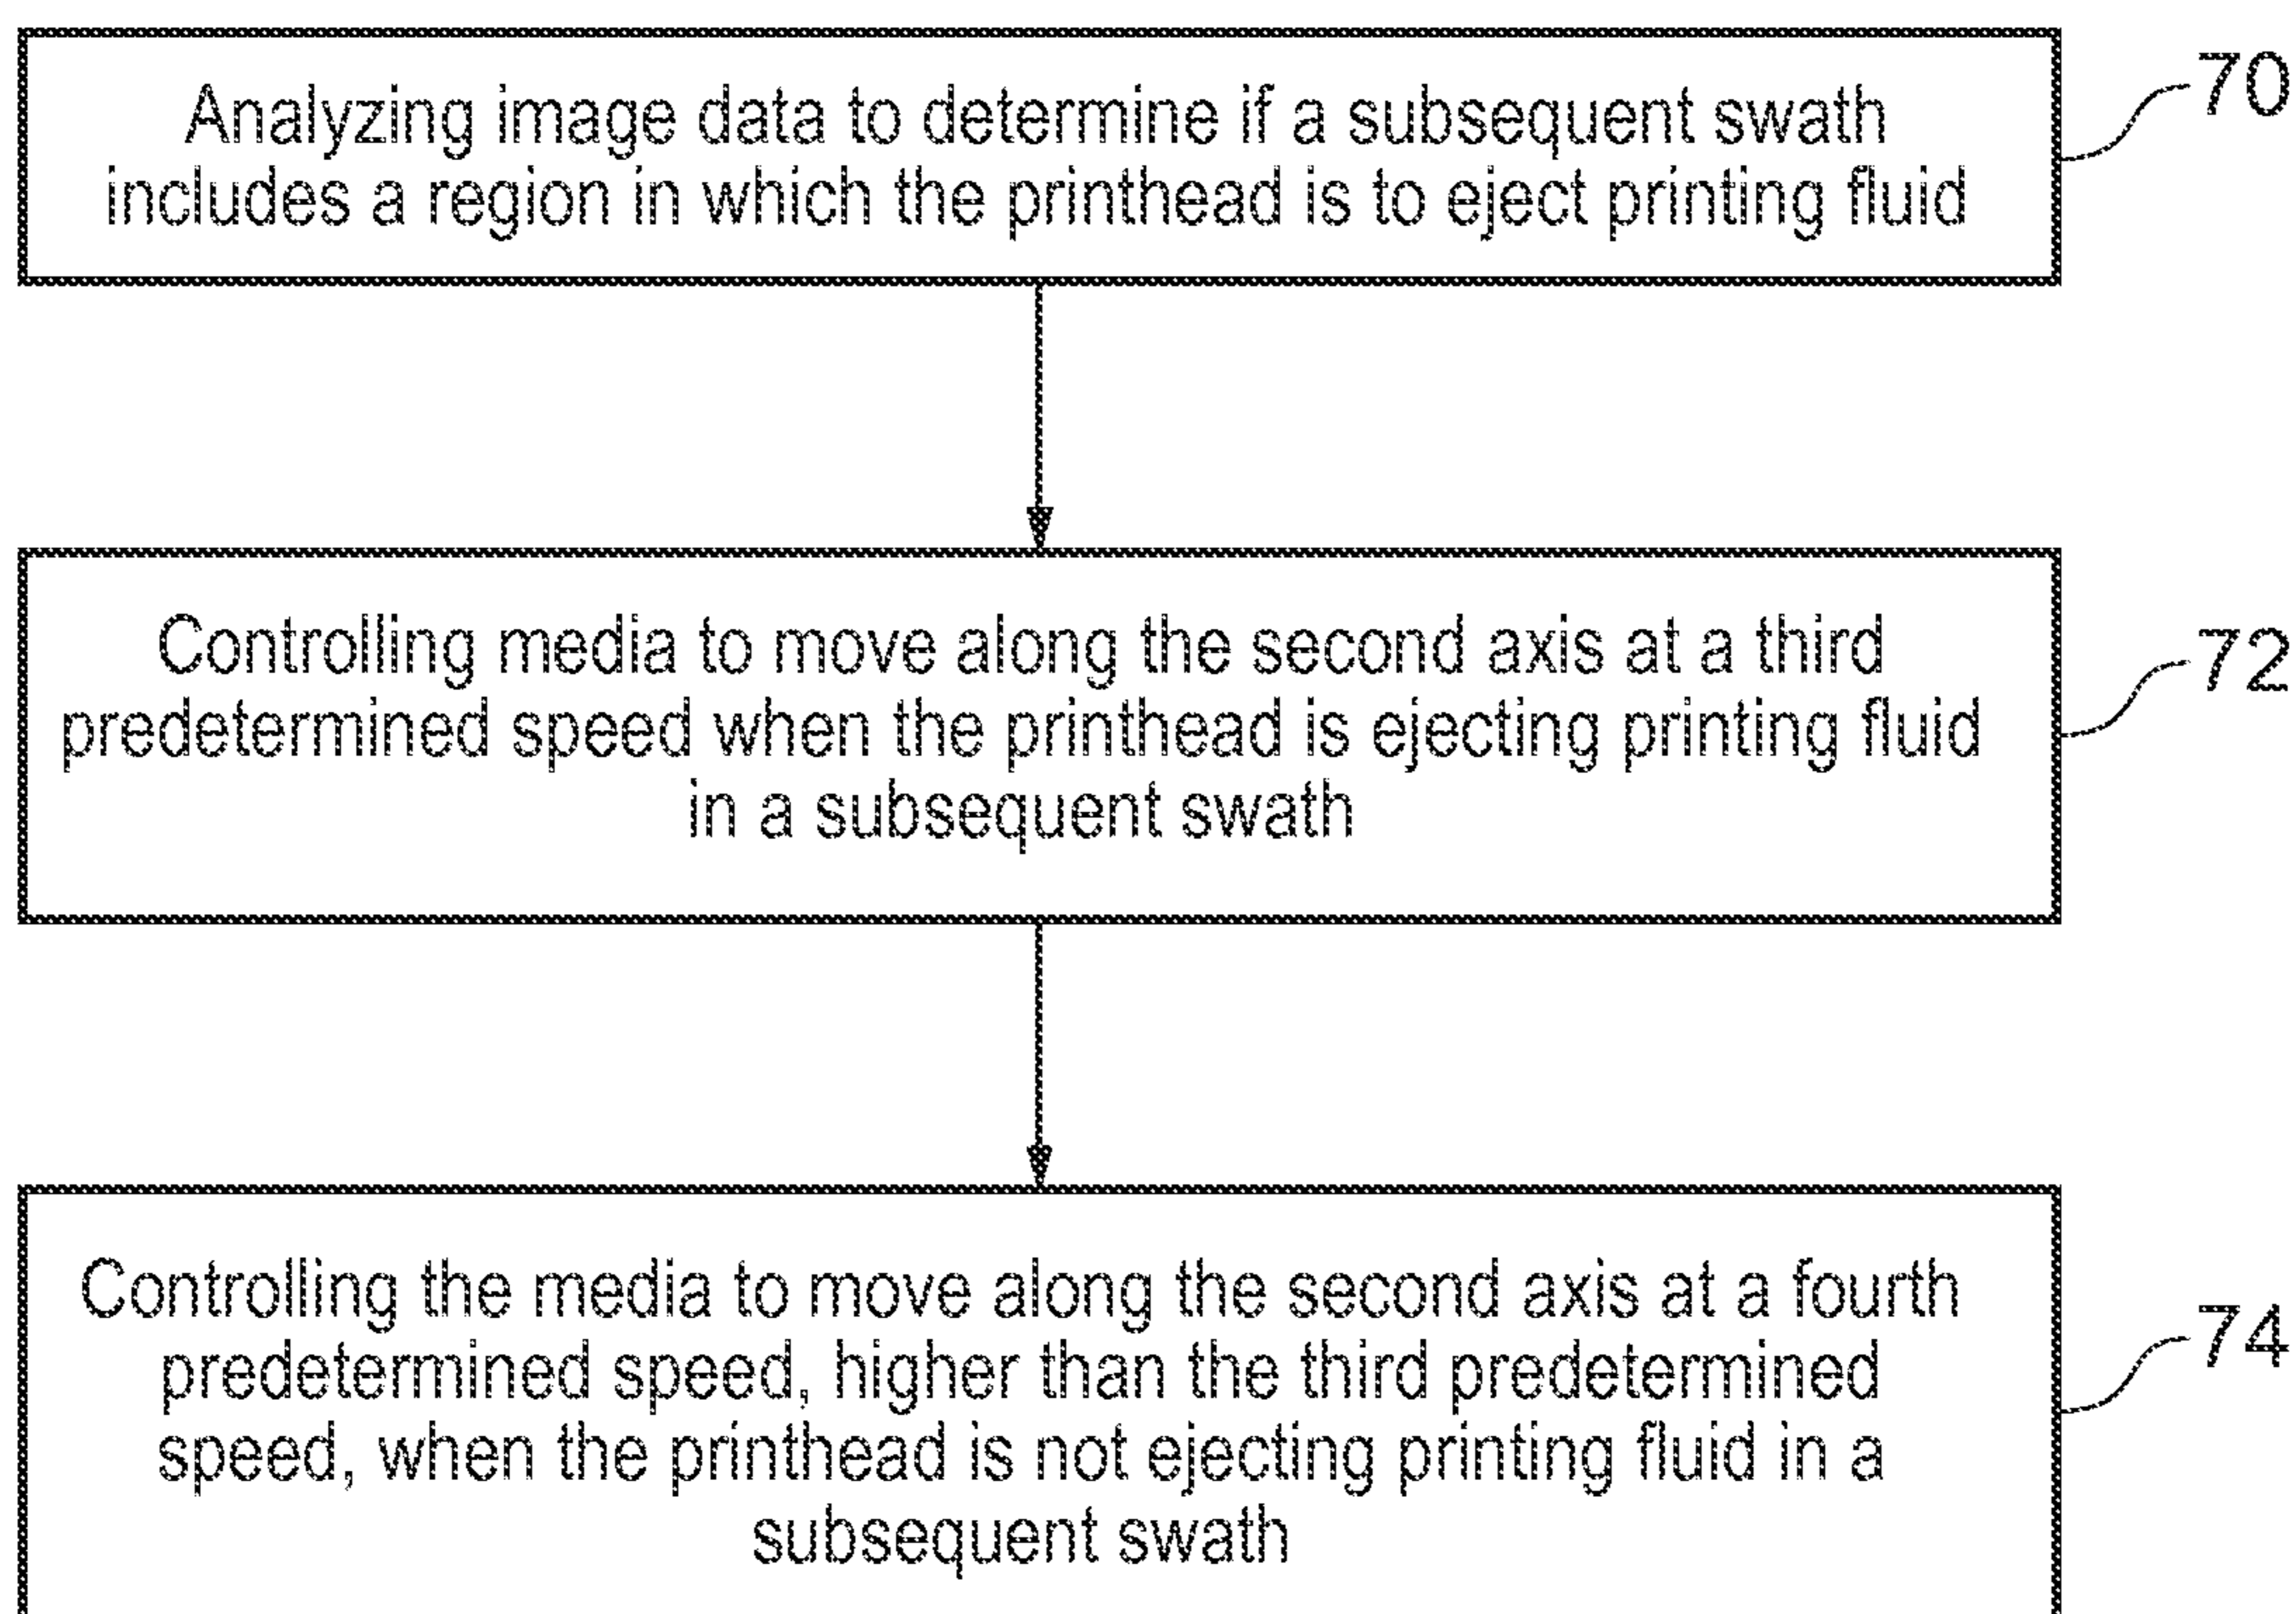 Analyzing image data to determine if a subsequent swath
includes a region in which the printhead is to eject printing fluid
70
Controlling media to move along the second axis at a third
predetermined speed when the printhead is ejecting printing fluid
in a subsequent swath
72
Controlling the media to move along the second axis at a fourth
predetermined speed, higher than the third predetermined
speed, when the printhead is not ejecting printing fluid in a
subsequent swath
74